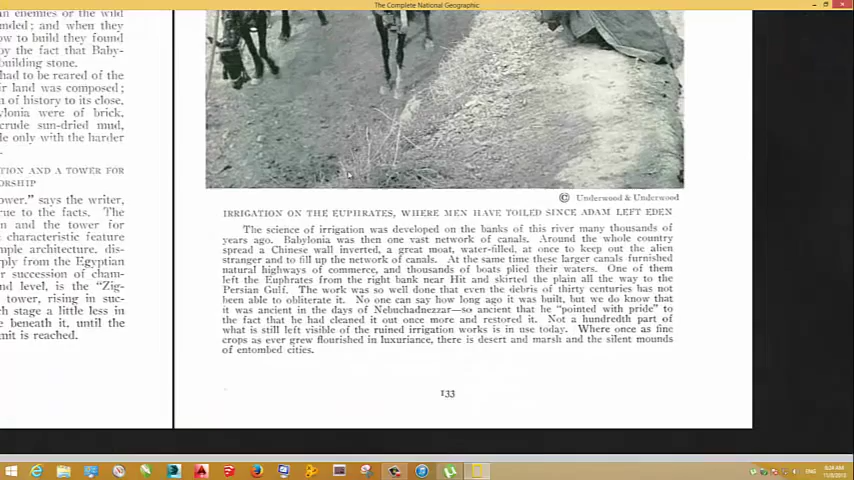 The Complete National Geographic
an enemies or the wild
nded; and when they
ow to build they found
by the fact that Baby-
building stone.
had to be reared of the
ir land was composed;
n of history to its close,
ylonia were of brick,
crude sun-dried mud,
le only with the harder
TION AND A TOWER FOR
ORSHIP
ower," says the writer,
rue to the facts. The
n and the tower for
characteristic feature
mple architecture, dis-
rply from the Egyptian
r succession of cham-
nd level, is the "Zig-
tower, rising in suc-
h stage a little less in
e beneath it, until the
mit is reached.
© Underwood & Underwood
IRRIGATION ON THE EUPHRATES, WHERE MEN HAVE TOILED SINCE ADAM LEFT EDEN
The science of irrigation was developed on the banks of this river many thousands of
years ago. Babylonia was then one vast network of canals. Around the whole country
spread a Chinese wall inverted, a great moat, water-filled, at once to keep out the alien
stranger and to fill up the network of canals. At the same time these larger canals furnished
natural highways of commerce, and thousands of boats plied their waters. One of them
left the Euphrates from the right bank near Hit and skirted the plain all the way to the
Persian Gulf. The work was so well done that even the debris of thirty centuries has not
been able to obliterate it. No one can say how long ago it was built, but we do know that
it was ancient in the days of Nebuchadnezzar—so ancient that he "pointed with pride" to
the fact that he had cleaned it out once more and restored it. Not a hundredth part of
what is still left visible of the ruined irrigation works is in use today. Where once as fine
crops as ever grew flourished in luxuriance, there is desert and marsh and the silent mounds
of entombed cities.
133
ENG
8:24 AM